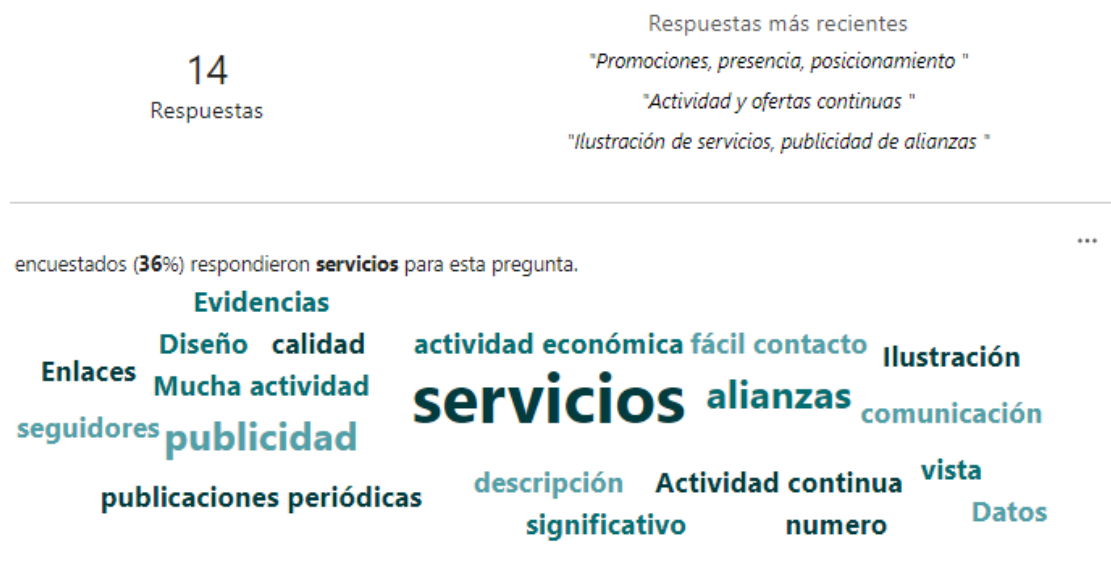 14
Respuestas
Respuestas más recientes
"Promociones, presencia, posicionamiento "
"Actividad y ofertas continuas "
"Ilustración de servicios, publicidad de alianzas "
...
encuestados (36%) respondieron servicios para esta pregunta.
Evidencias
Diseño calidad actividad económica fácil contacto Ilustración
Enlaces Mucha actividad servicios alianzas comunicación
seguidores publicidad
publicaciones periódicas descripción Actividad continua vista
significativo numero Datos